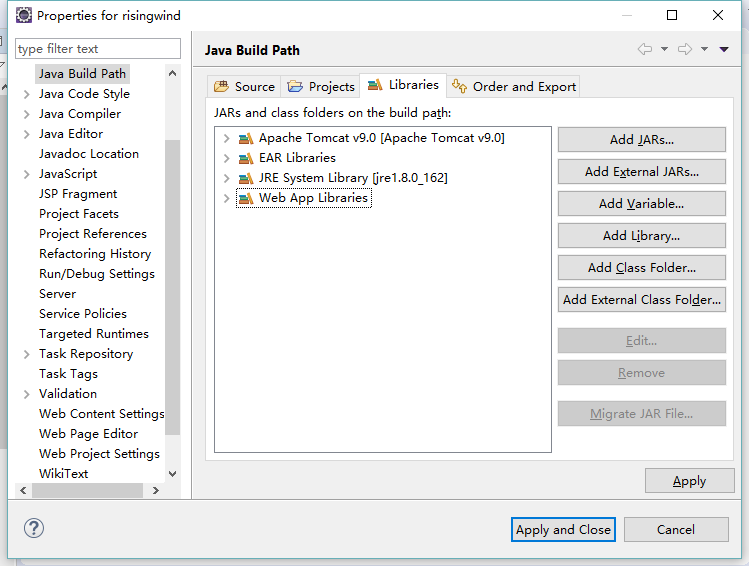 Properties for risingwind
type filter text
Java Build Path
Java Code Style
Java Compiler
Java Editor
Javadoc Location
JavaScript
JSP Fragment
Project Facets
Project References
Refactoring History
Run/Debug Settings
Server
Service Policies
Targeted Runtimes
Task Repository
Task Tags
Validation
Web Content Settings
Web Page Editor
Web Project Settings
WikiText
Java Build Path
Source
Projects
Libraries
Order and Export
JARs and class folders on the build path:
Apache Tomcat v9.0 [Apache Tomcat v9.0]
EAR Libraries
JRE System Library [jre1.8.0_162]
Web App Libraries
Add JARs...
Add External JARs...
Add Variable...
Add Library...
Add Class Folder...
Add External Class Folder...
Edit...
Remove
Migrate JAR File...
Apply
?
Apply and Close
Cancel